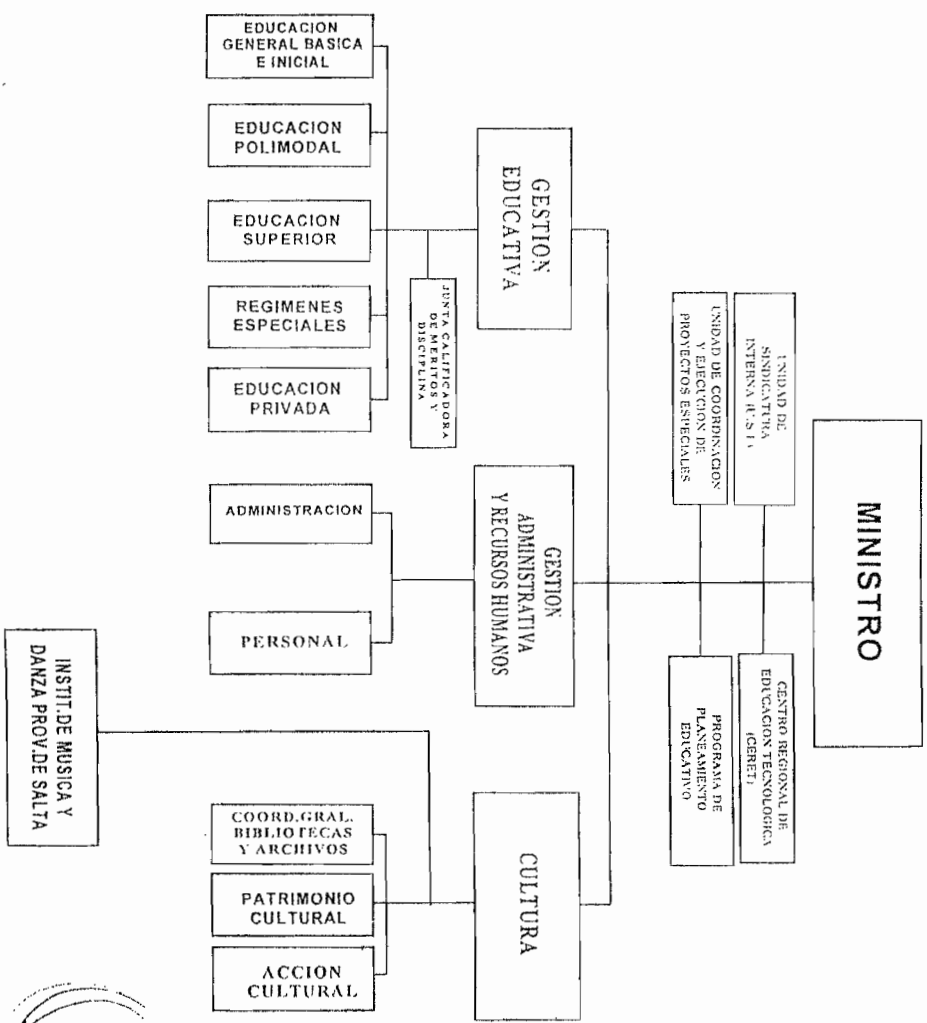 MINISTRO
UNIDAD DE
SINDICATURA
INTERNA (U.S.I.)
CENTRO REGIONAL DE
EDUCACION TECNOLOGICA
(CERET)
UNIDAD DE COORDINACION
Y EJECUCION DE
PROYECTOS ESPECIALES
PROGRAMA DE
PLANEAMIENTO
EDUCATIVO
GESTION
EDUCATIVA
GESTION
ADMINISTRATIVA
Y RECURSOS HUMANOS
CULTURA
JUNTA CALIFICADORA
DE MERITOS Y
DISCIPLINA
EDUCACION
GENERAL BASICA
E INICIAL
EDUCACION
POLIMODAL
EDUCACION
SUPERIOR
REGIMENES
ESPECIALES
EDUCACION
PRIVADA
ADMINISTRACION
PERSONAL
COORD.GRAL.
BIBLIOTECAS
Y ARCHIVOS
PATRIMONIO
CULTURAL
ACCION
CULTURAL
INSTIT.DE MUSICA Y
DANZA PROV.DE SALTA